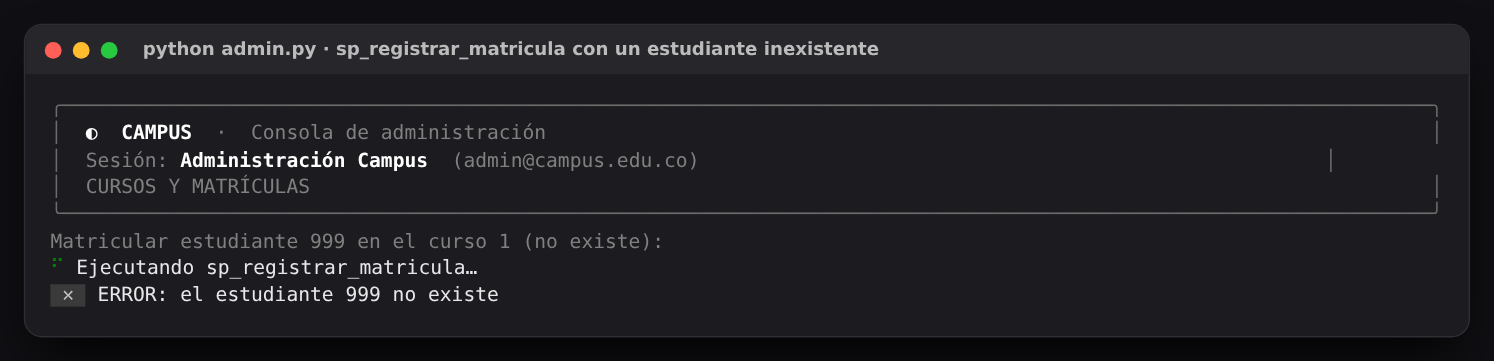 python admin.py · sp_registrar_matricula con un estudiante inexistente
◐ CAMPUS · Consola de administración
Sesión: Administración Campus (admin@campus.edu.co)
CURSOS Y MATRÍCULAS
Matricular estudiante 999 en el curso 1 (no existe):
Ejecutando sp_registrar_matricula…
× ERROR: el estudiante 999 no existe